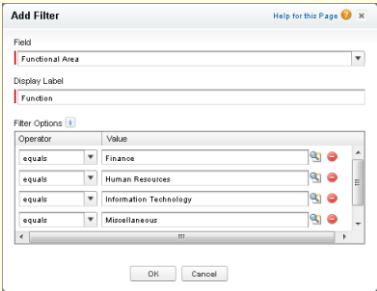 Add Filter
Help for this Page
Field
Functional Area
Display Label
Function
Filter Options
Operator Value
equals Finance
equals Human Resources
equals Information Technology
equals Miscellaneous
OK Cancel